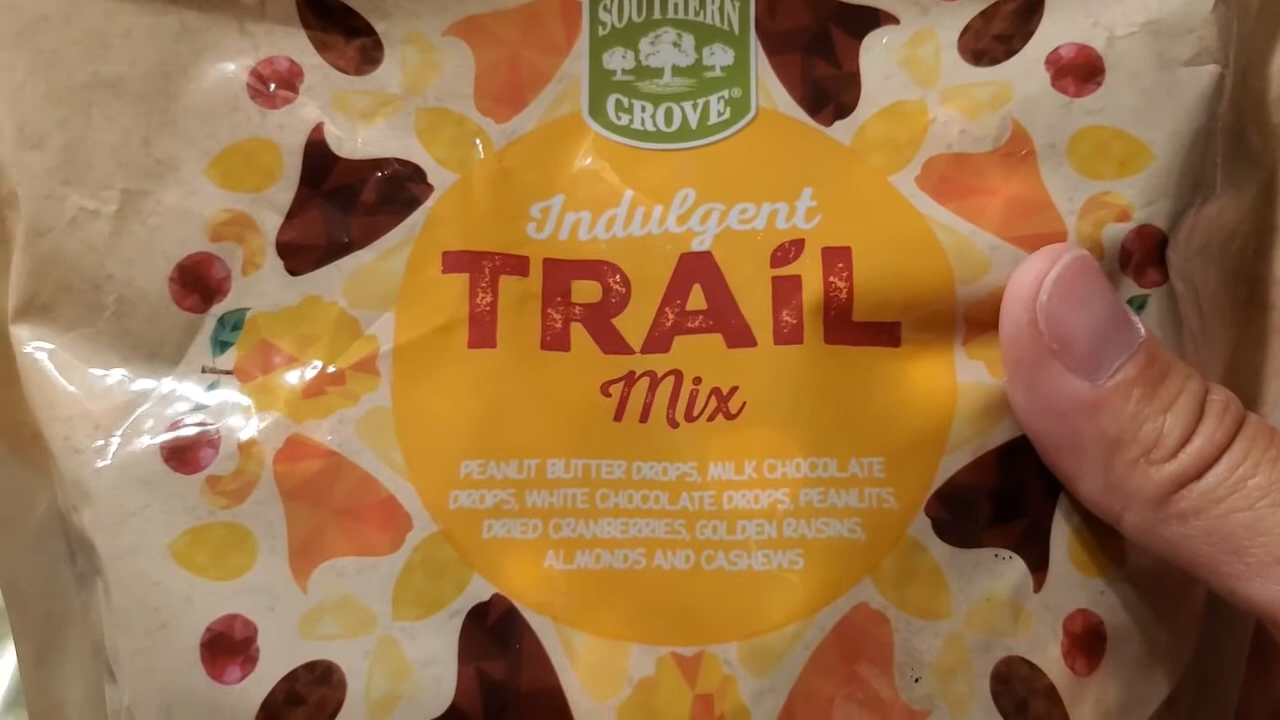 SOUTHERN
GROVE®
Indulgent
TRAiL
Mix
PEANUT BUTTER DROPS, MILK CHOCOLATE
DROPS, WHITE CHOCOLATE DROPS, PEANUTS,
DRIED CRANBERRIES, GOLDEN RAISINS,
ALMONDS AND CASHEWS